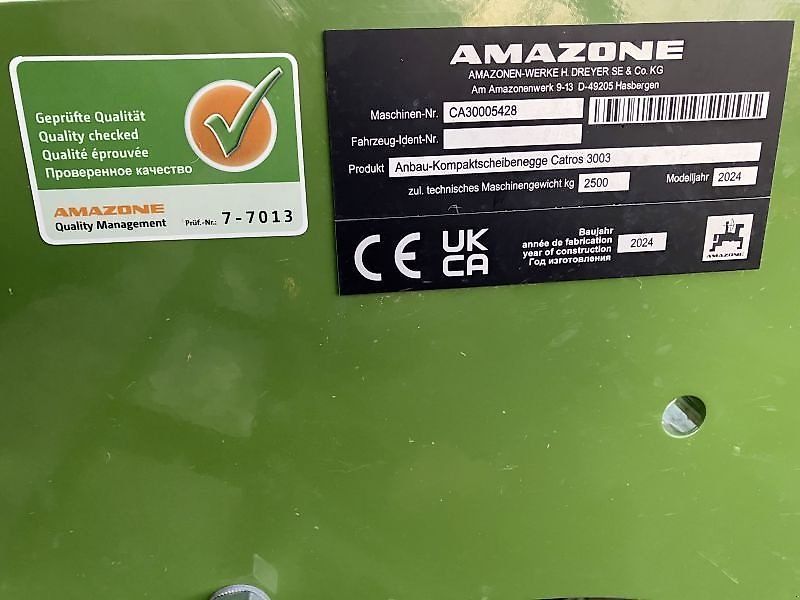 Geprüfte Qualität
Quality checked
Qualité éprouvée
Проверенное качество
AMAZONE
Quality Management Prüf.-Nr.: 7-7013
AMAZONE
AMAZONEN-WERKE H. DREYER SE & Co. KG
Am Amazonenwerk 9-13 D-49205 Hasbergen
Maschinen-Nr. CA30005428
Fahrzeug-Ident-Nr.
Produkt Anbau-Kompaktscheibenegge Catros 3003
zul. technisches Maschinengewicht kg 2500 Modelljahr 2024
CE UK CA
Baujahr
année de fabrication
year of construction 2024
Год изготовления
AMAZONE